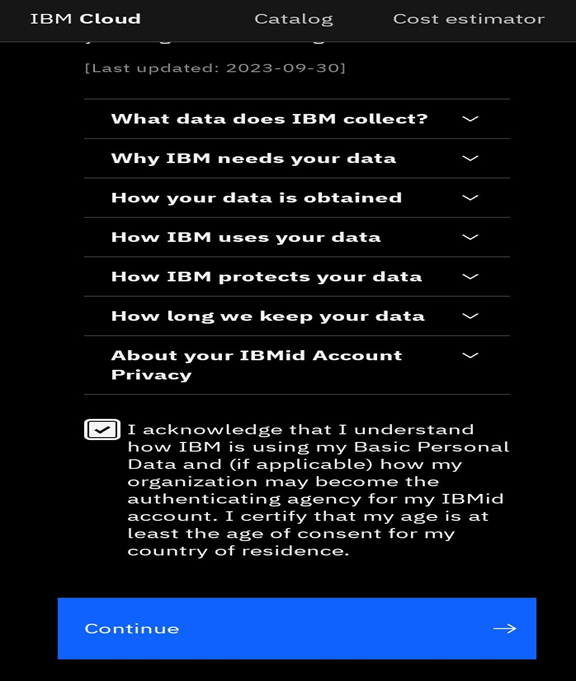 IBM Cloud Catalog Cost estimator
[Last updated: 2023-09-30]
What data does IBM collect?
Why IBM needs your data
How your data is obtained
How IBM uses your data
How IBM protects your data
How long we keep your data
About your IBMid Account
Privacy
I acknowledge that I understand
how IBM is using my Basic Personal
Data and (if applicable) how my
organization may become the
authenticating agency for my IBMid
account. I certify that my age is at
least the age of consent for my
country of residence.
Continue